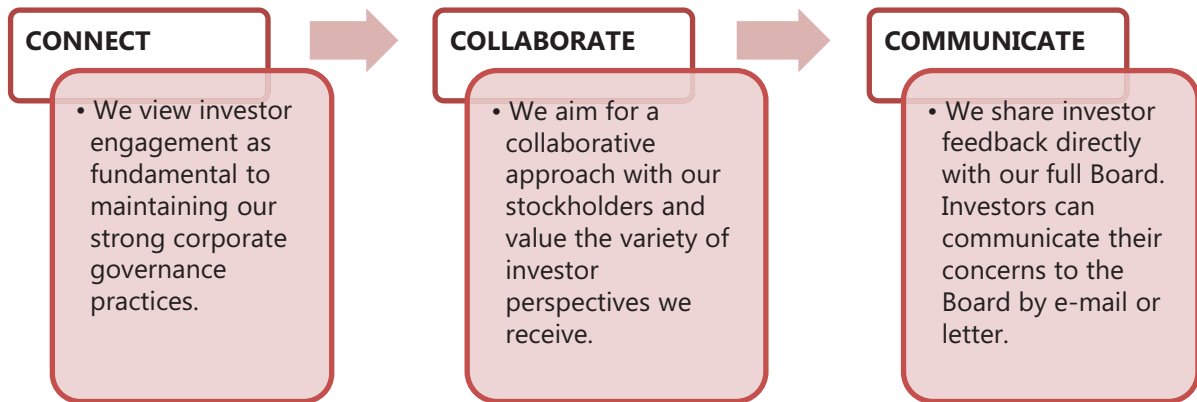 CONNECT
• We view investor
engagement as
fundamental to
maintaining our
strong corporate
governance
practices.
COLLABORATE
• We aim for a
collaborative
approach with our
stockholders and
value the variety of
investor
perspectives we
receive.
COMMUNICATE
• We share investor
feedback directly
with our full Board.
Investors can
communicate their
concerns to the
Board by e-mail or
letter.